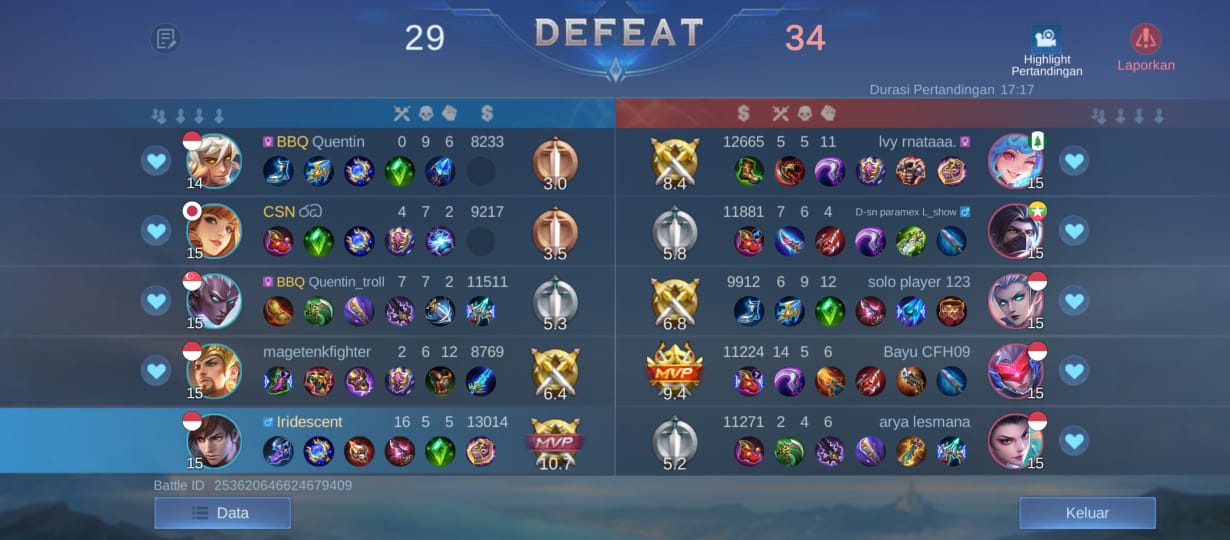 29 DEFEAT 34
Highlight Pertandingan
Laporkan
Durasi Pertandingan 17:17
BBQ Quentin 0 9 6 8233
14
3.0
12665 5 5 11 Ivy rnataaa.
8.4
15
CSN 4 7 2 9217
15
3.5
11881 7 6 4 D-sn paramex L_show
5.8
15
BBQ Quentin_troll 7 7 2 11511
15
5.3
9912 6 9 12 solo player 123
6.8
15
magetenkfighter 2 6 12 8769
15
6.4
11224 14 5 6 Bayu CFH09
MVP
9.4
15
Iridescent 16 5 5 13014
15
MVP
10.7
11271 2 4 6 arya lesmana
5.2
15
Battle ID 253620646624679409
Data
Keluar